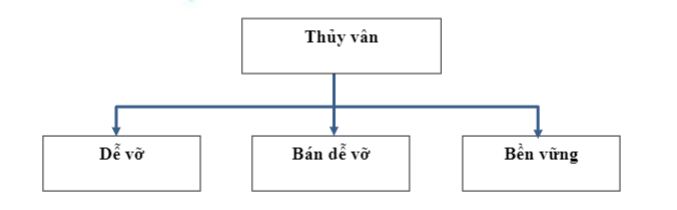 Thủy vân
Dễ vỡ
Bán dễ vỡ
Bền vững